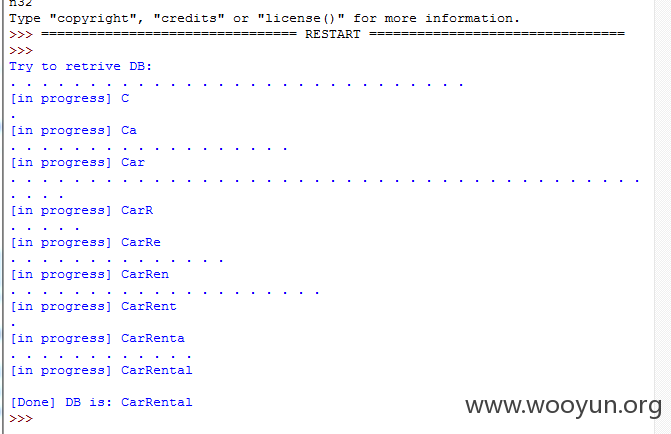 n32
Type "copyright", "credits" or "license()" for more information.
>>> ================================ RESTART ================================
>>>
Try to retrive DB:
. . . . . . . . . . . . . . . . . . . . . . . . . . . . .
[in progress] C
.
[in progress] Ca
. . . . . . . . . . . . . . . . . .
[in progress] Car
. . . . . . . . . . . . . . . . . . . . . . . . . . . . . . . . . . . . . . . .
. . . .
[in progress] CarR
. . . . .
[in progress] CarRe
. . . . . . . . . . . . . .
[in progress] CarRen
. . . . . . . . . . . . . . . . . . . .
[in progress] CarRent
.
[in progress] CarRenta
. . . . . . . . . . . .
[in progress] CarRental
[Done] DB is: CarRental
>>>
www.wooyun.org